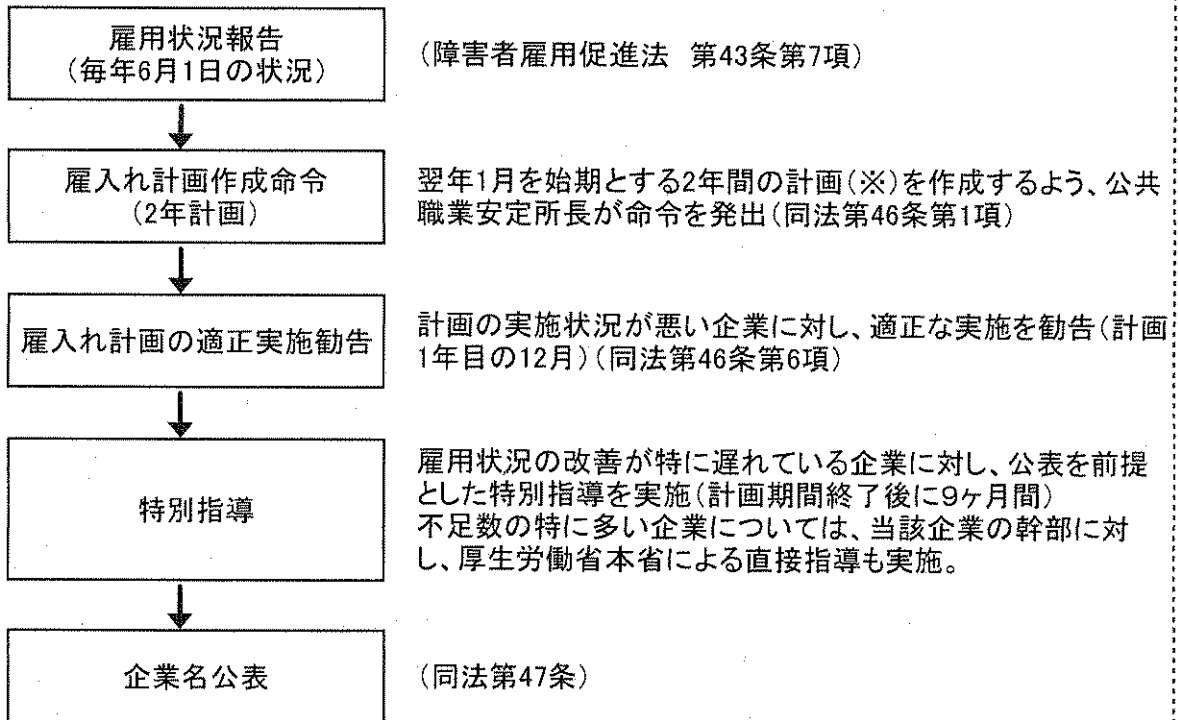 雇用状況報告
(毎年6月1日の状況)
(障害者雇用促進法 第43条第7項)
雇入れ計画作成命令
(2年計画)
翌年1月を始期とする2年間の計画(※)を作成するよう、公共
職業安定所長が命令を発出(同法第46条第1項)
雇入れ計画の適正実施勧告
計画の実施状況が悪い企業に対し、適正な実施を勧告(計画
1年目の12月)(同法第46条第6項)
特別指導
雇用状況の改善が特に遅れている企業に対し、公表を前提
とした特別指導を実施(計画期間終了後に9ヶ月間)
不足数の特に多い企業については、当該企業の幹部に対
し、厚生労働省本省による直接指導も実施。
企業名公表
(同法第47条)